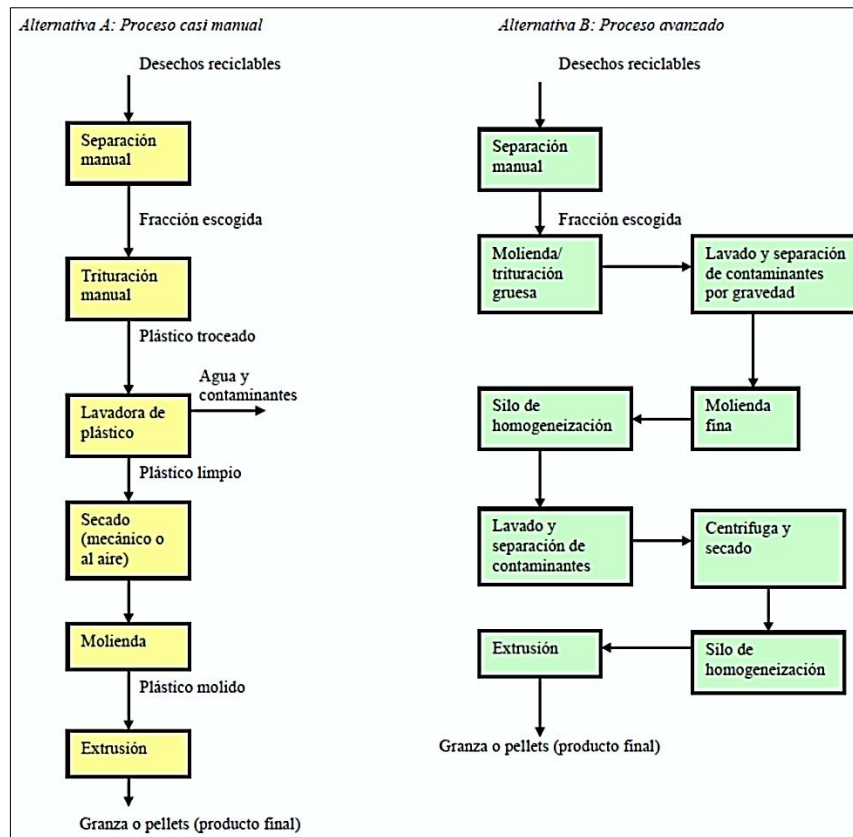 Alternativa A: Proceso casi manual
Desechos reciclables
Separación
manual
Fracción escogida
Trituración
manual
Plástico troceado
Agua y
contaminantes
Lavadora de
plástico
Plástico limpio
Secado
(mecánico o
al aire)
Molienda
Plástico molido
Extrusión
Granza o pellets (producto final)
Alternativa B: Proceso avanzado
Desechos reciclables
Separación
manual
Fracción escogida
Molienda/
trituración
gruesa
Lavado y separación
de contaminantes
por gravedad
Molienda
fina
Silo de
homogeneización
Lavado y
separación de
contaminantes
Centrifuga y
secado
Silo de
homogeneización
Extrusión
Granza o pellets (producto final)